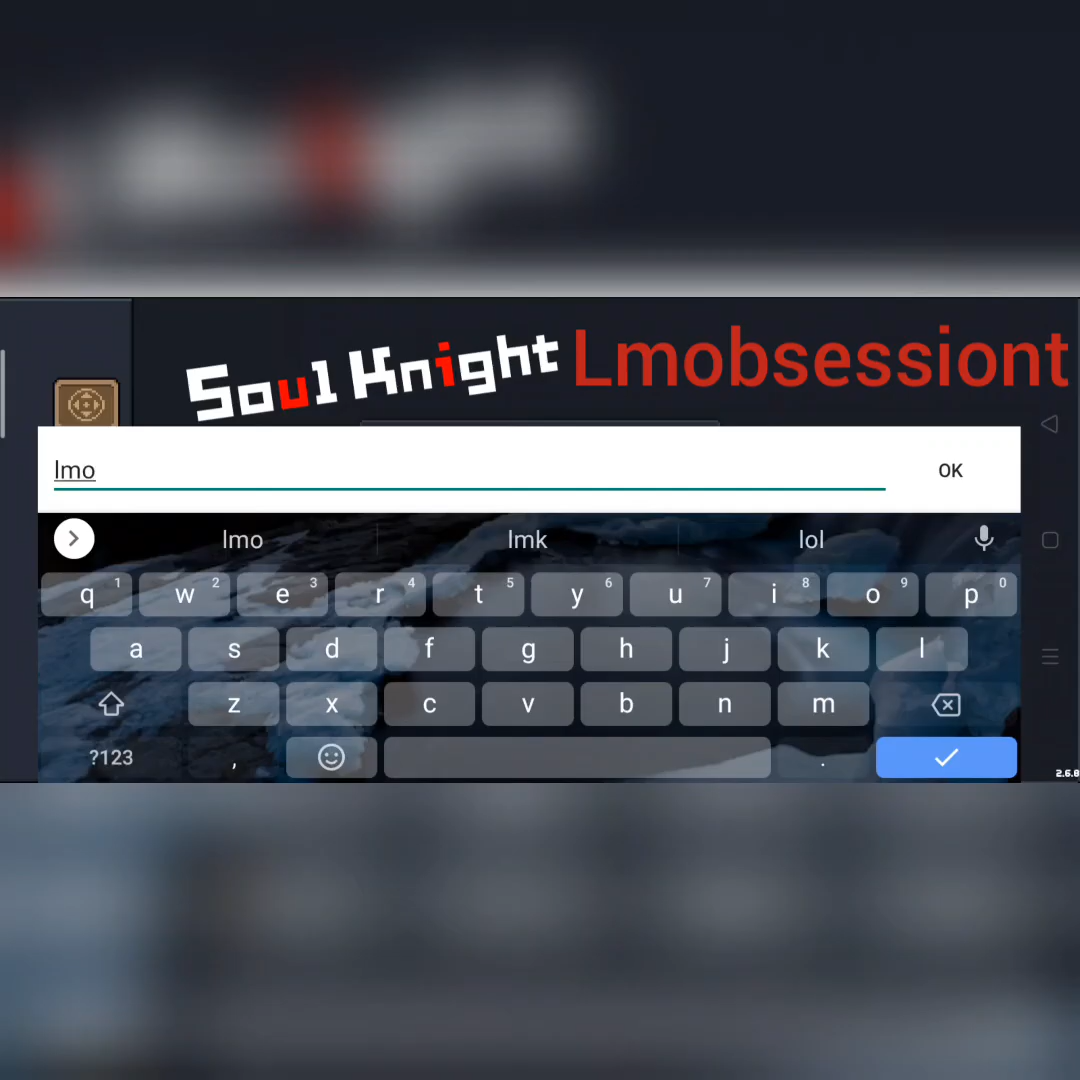 Soul Knight Lmobsessiont
lmo
OK
lmo lmk lol
q 1 w 2 e 3 r 4 t 5 y 6 u 7 i 8 o 9 p 0
a s d f g h j k l
z x c v b n m
?123 , .
2.6.8